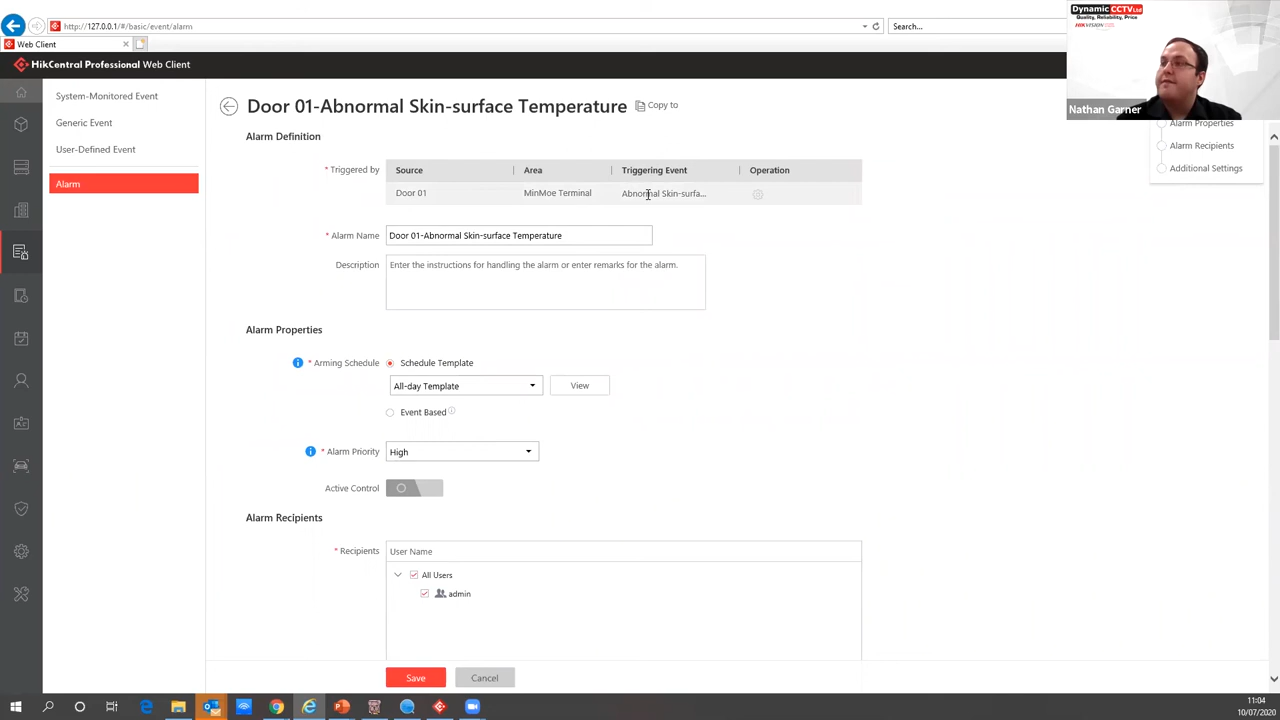 http://127.0.0.1/#/basic/event/alarm
Search...
Web Client
HikCentral Professional Web Client
Dynamic CCTV Ltd
Quality, Reliability, Price
HIKVISION
Nathan Garner
System-Monitored Event
Generic Event
User-Defined Event
Alarm
Door 01-Abnormal Skin-surface Temperature
Copy to
Alarm Properties
Alarm Recipients
Additional Settings
Alarm Definition
* Triggered by
Source
Area
Triggering Event
Operation
Door 01
MinMoe Terminal
Abnormal Skin-surfa...
* Alarm Name
Door 01-Abnormal Skin-surface Temperature
Description
Enter the instructions for handling the alarm or enter remarks for the alarm.
Alarm Properties
* Arming Schedule
Schedule Template
All-day Template
View
Event Based
* Alarm Priority
High
Active Control
Alarm Recipients
* Recipients
User Name
All Users
admin
Save
Cancel
11:04
10/07/2020